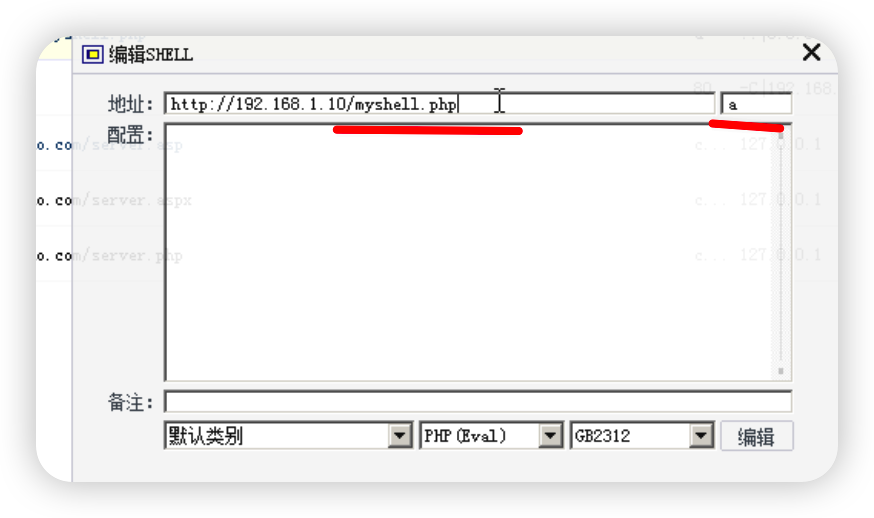 编辑SHELL
地址: http://192.168.1.10/myshell.php a
配置:
o.com/server.asp c... 127.0.0.1
o.com/server.aspx c... 127.0.0.1
o.com/server.php c... 127.0.0.1
备注:
默认类别 PHP(Eval) GB2312 编辑